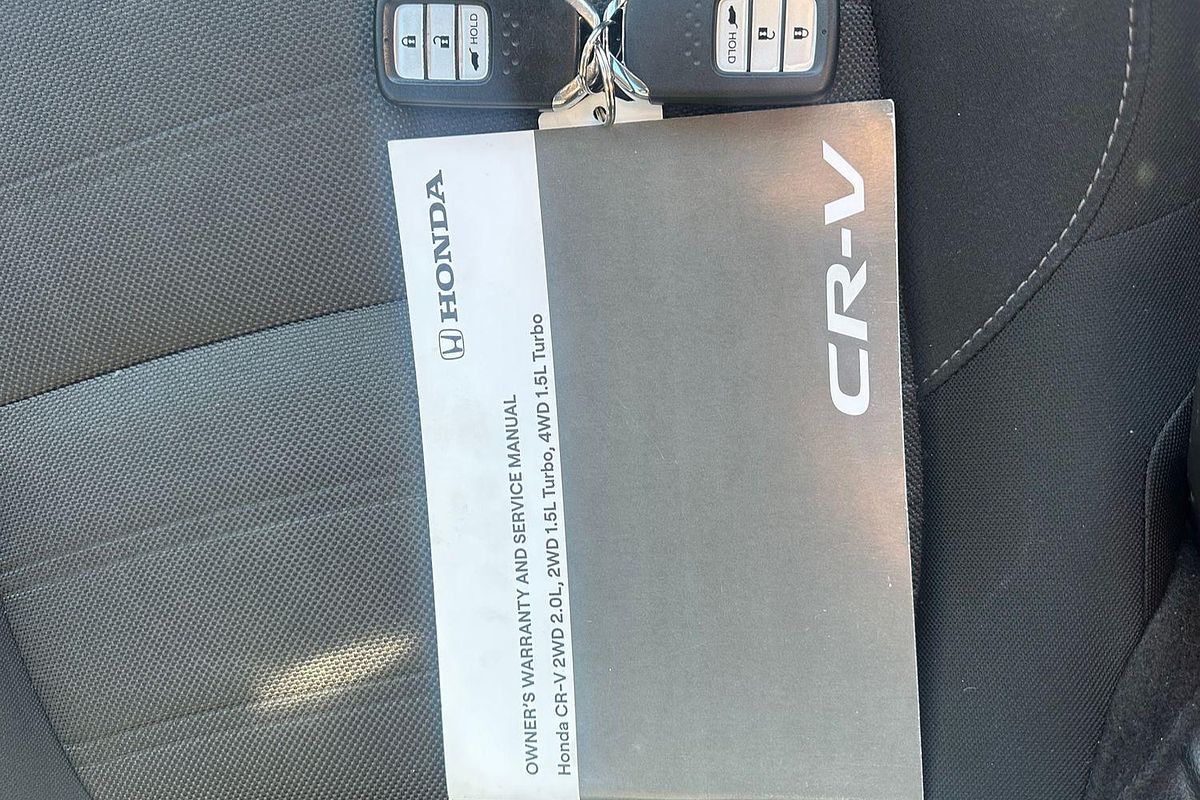 HOLD
HOLD
HONDA
OWNER'S WARRANTY AND SERVICE MANUAL
Honda CR-V 2WD 2.0L, 2WD 1.5L Turbo, 4WD 1.5L Turbo
CR-V